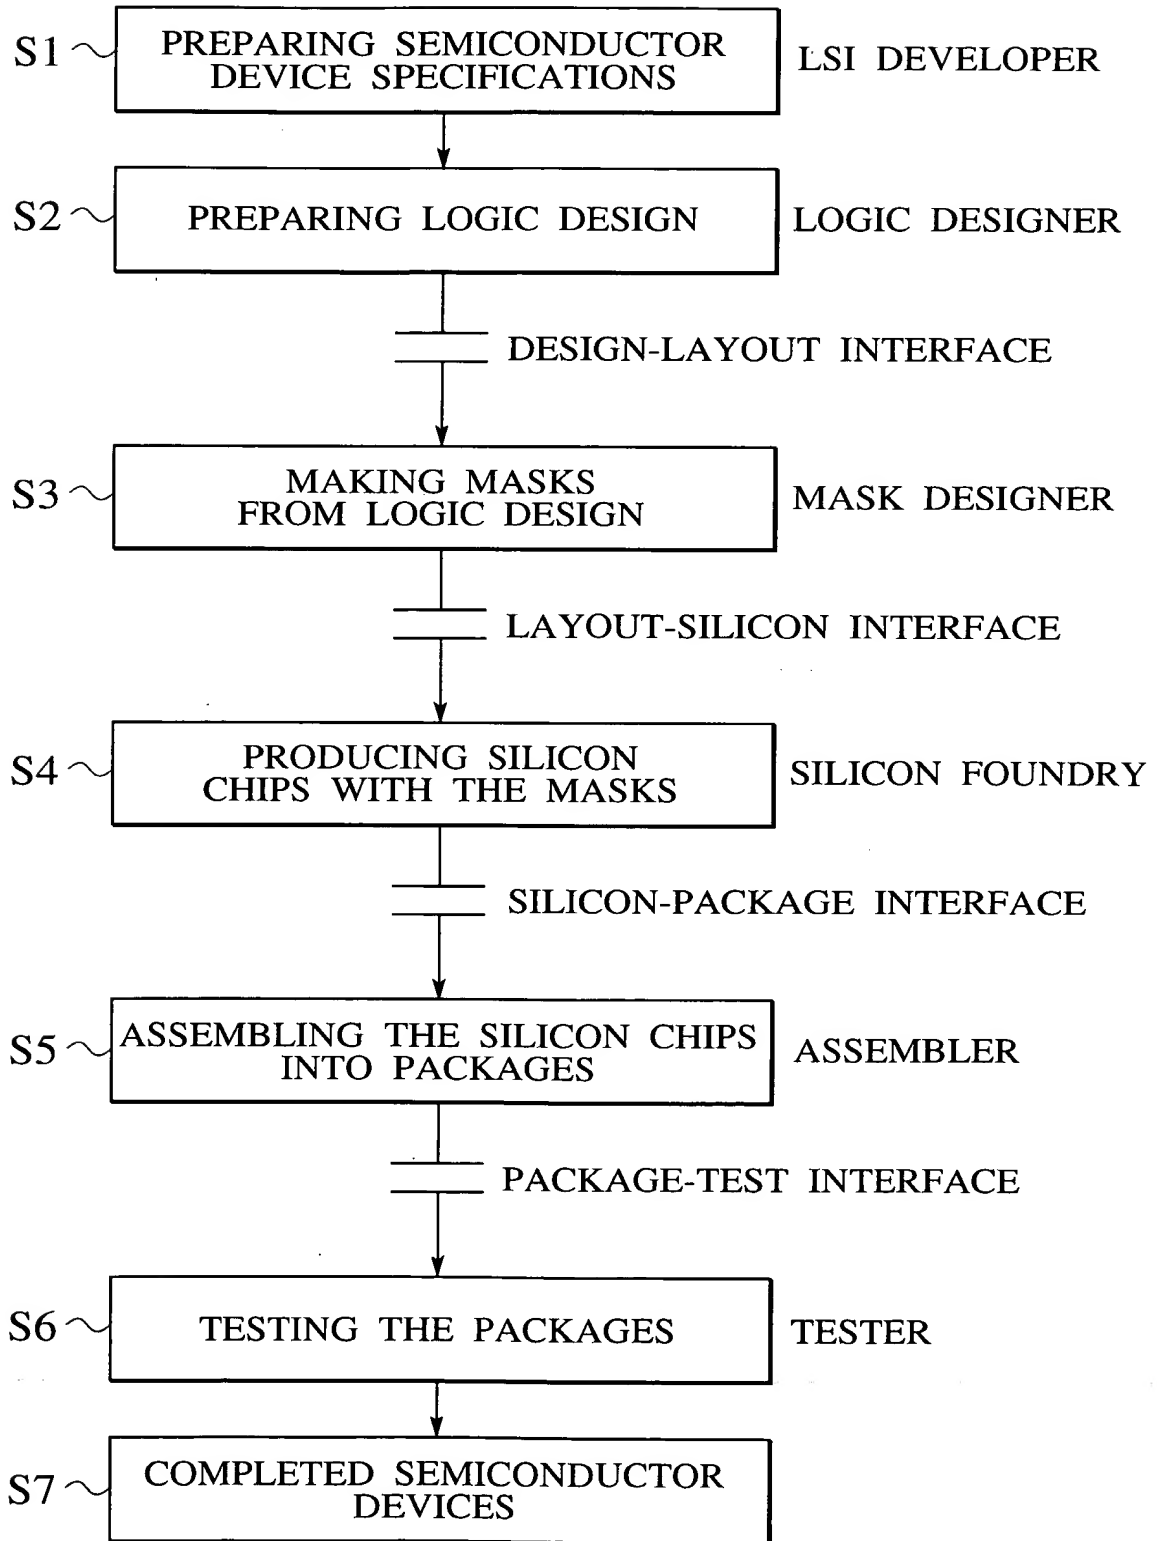 S1
PREPARING SEMICONDUCTOR
DEVICE SPECIFICATIONS
LSI DEVELOPER
S2
PREPARING LOGIC DESIGN
LOGIC DESIGNER
DESIGN-LAYOUT INTERFACE
S3
MAKING MASKS
FROM LOGIC DESIGN
MASK DESIGNER
LAYOUT-SILICON INTERFACE
S4
PRODUCING SILICON
CHIPS WITH THE MASKS
SILICON FOUNDRY
SILICON-PACKAGE INTERFACE
S5
ASSEMBLING THE SILICON CHIPS
INTO PACKAGES
ASSEMBLER
PACKAGE-TEST INTERFACE
S6
TESTING THE PACKAGES
TESTER
S7
COMPLETED SEMICONDUCTOR
DEVICES